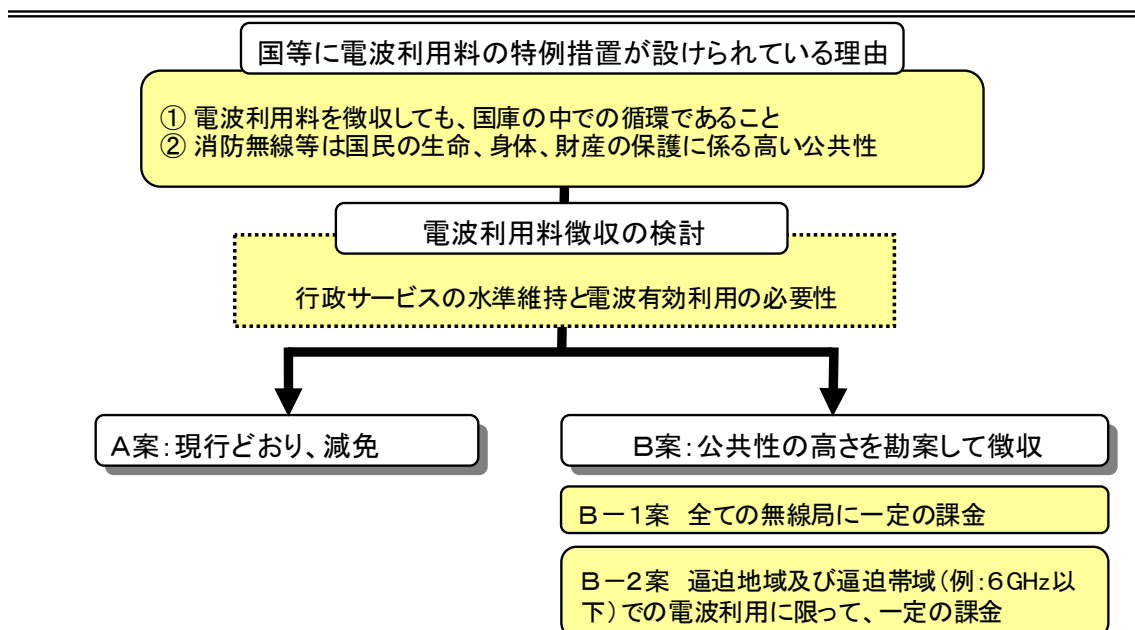 国等に電波利用料の特例措置が設けられている理由
① 電波利用料を徴収しても、国庫の中での循環であること
② 消防無線等は国民の生命、身体、財産の保護に係る高い公共性
電波利用料徴収の検討
行政サービスの水準維持と電波有効利用の必要性
A案：現行どおり、減免
B案：公共性の高さを勘案して徴収
B－1案　全ての無線局に一定の課金
B－2案　逼迫地域及び逼迫帯域（例：6GHz以
下）での電波利用に限って、一定の課金